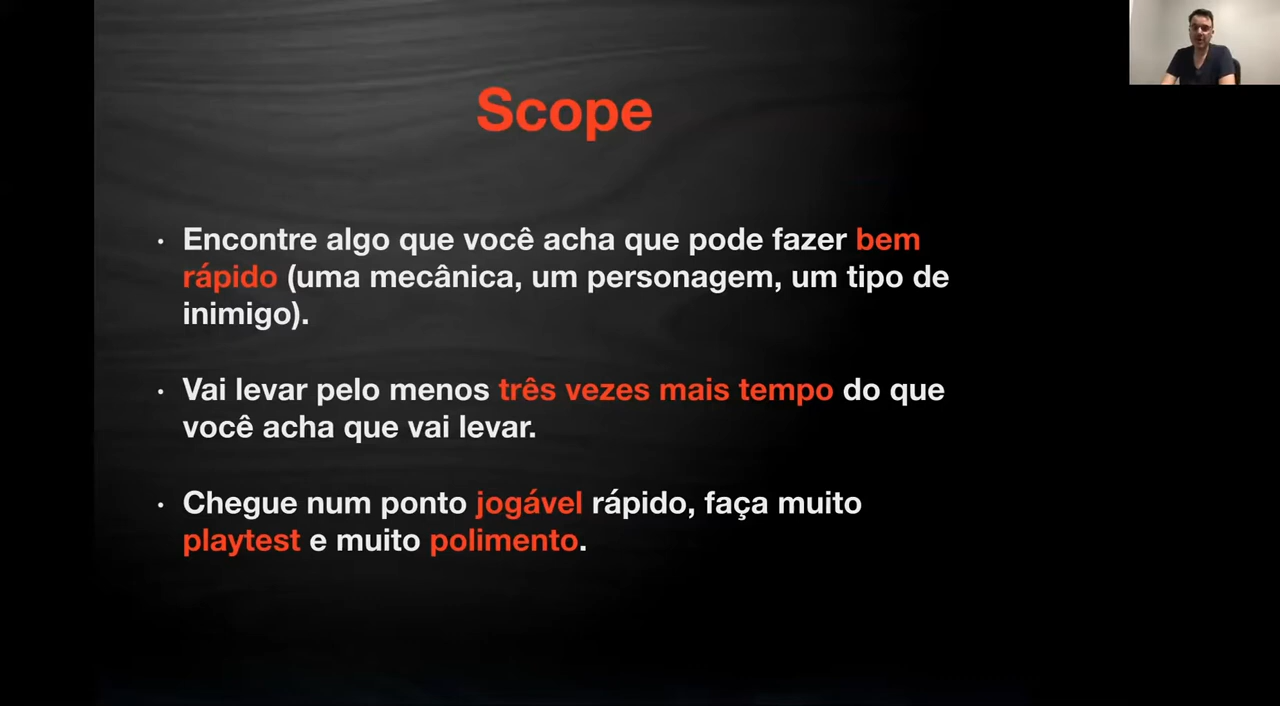 Scope
• Encontre algo que você acha que pode fazer bem
rápido (uma mecânica, um personagem, um tipo de
inimigo).
• Vai levar pelo menos três vezes mais tempo do que
você acha que vai levar.
• Chegue num ponto jogável rápido, faça muito
playtest e muito polimento.